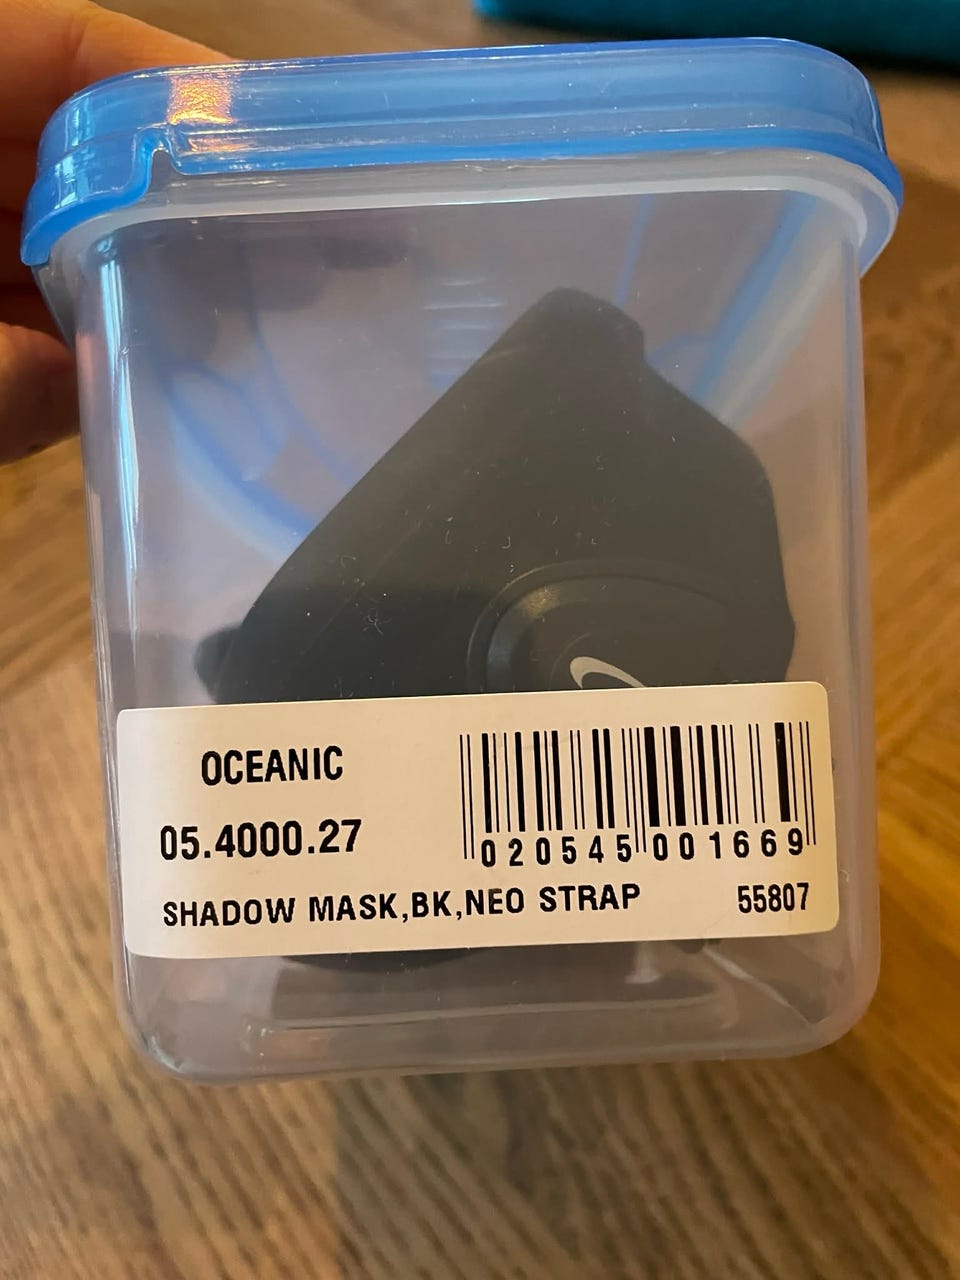 OCEANIC
05.4000.27
SHADOW MASK,BK,NEO STRAP
020545001669
55807